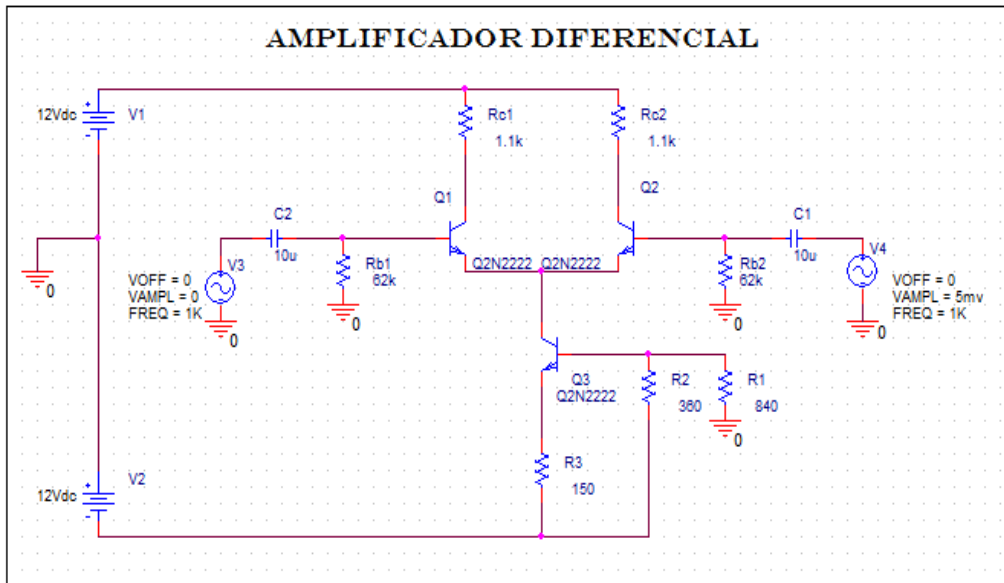 AMPLIFICADOR DIFERENCIAL
12Vdc
V1
Rc1
1.1k
Rc2
1.1k
Q1
Q2
C2
10u
C1
10u
Q2N2222
Q2N2222
V3
VOFF = 0
VAMPL = 0
FREQ = 1K
0
0
Rb1
62k
0
Rb2
62k
0
V4
VOFF = 0
VAMPL = 5mv
FREQ = 1K
0
Q3
Q2N2222
R2
360
R1
840
0
R3
150
12Vdc
V2